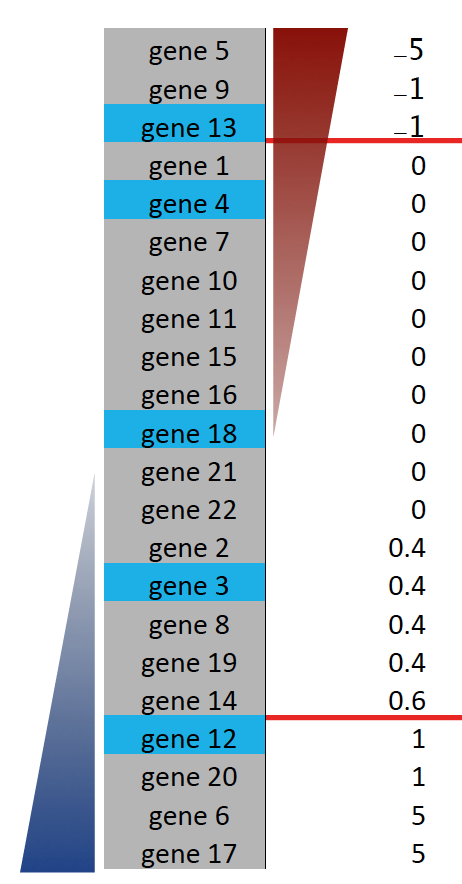 gene 5 –5
gene 9 –1
gene 13 –1
gene 1 0
gene 4 0
gene 7 0
gene 10 0
gene 11 0
gene 15 0
gene 16 0
gene 18 0
gene 21 0
gene 22 0
gene 2 0.4
gene 3 0.4
gene 8 0.4
gene 19 0.4
gene 14 0.6
gene 12 1
gene 20 1
gene 6 5
gene 17 5